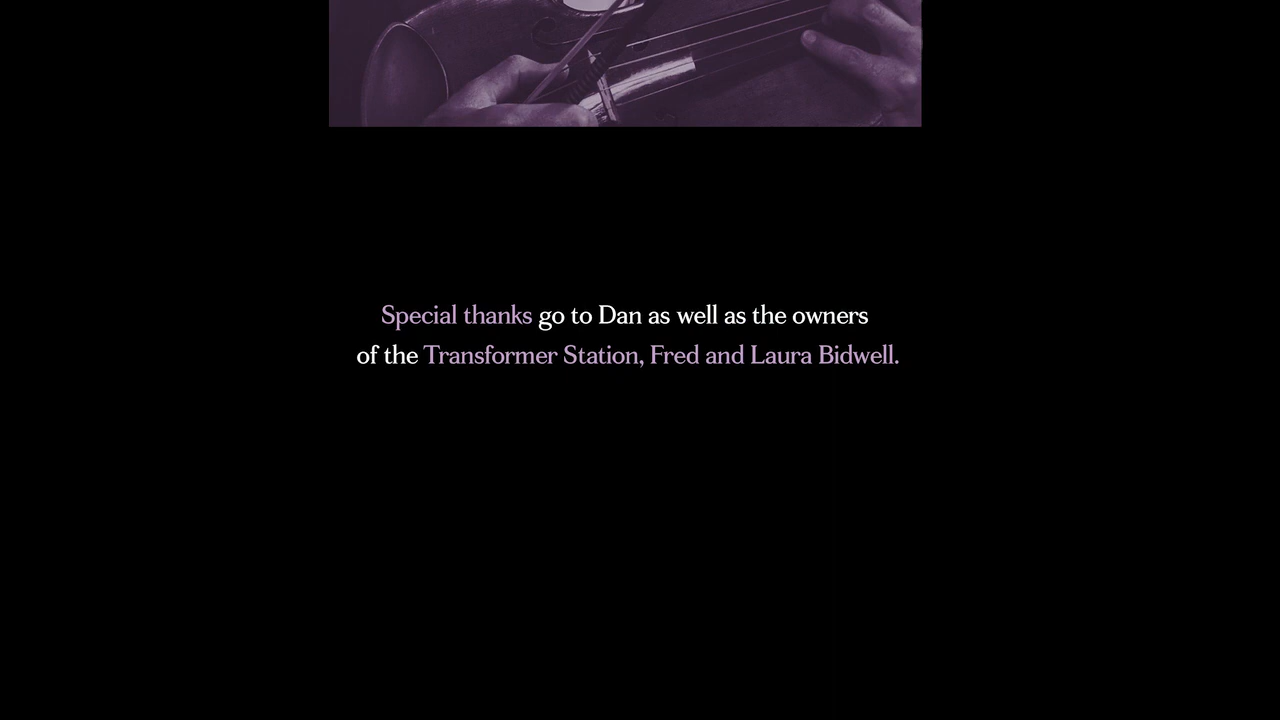 Special thanks go to Dan as well as the owners
of the Transformer Station, Fred and Laura Bidwell.